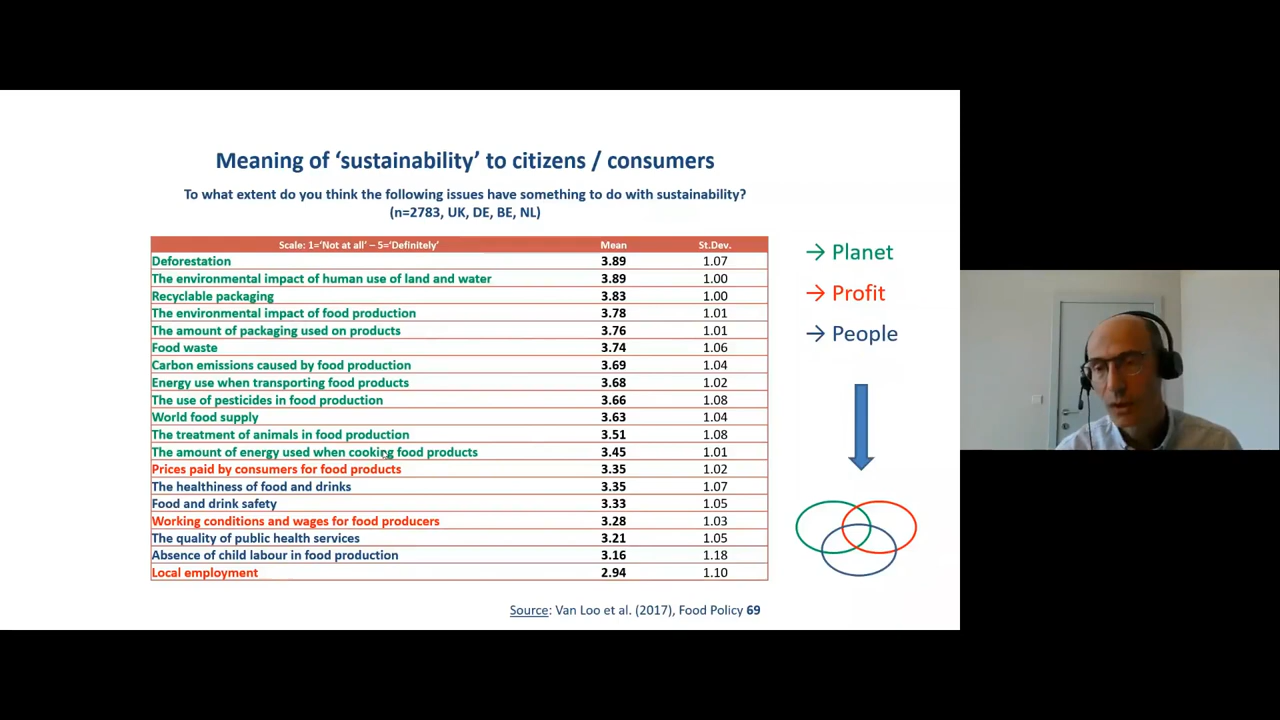 Meaning of ‘sustainability’ to citizens / consumers
To what extent do you think the following issues have something to do with sustainability?
(n=2783, UK, DE, BE, NL)
Scale: 1=‘Not at all’ – 5=‘Definitely’ Mean St.Dev.
Deforestation 3.89 1.07
The environmental impact of human use of land and water 3.89 1.00
Recyclable packaging 3.83 1.00
The environmental impact of food production 3.78 1.01
The amount of packaging used on products 3.76 1.01
Food waste 3.74 1.06
Carbon emissions caused by food production 3.69 1.04
Energy use when transporting food products 3.68 1.02
The use of pesticides in food production 3.66 1.08
World food supply 3.63 1.04
The treatment of animals in food production 3.51 1.08
The amount of energy used when cooking food products 3.45 1.01
Prices paid by consumers for food products 3.35 1.02
The healthiness of food and drinks 3.35 1.07
Food and drink safety 3.33 1.05
Working conditions and wages for food producers 3.28 1.03
The quality of public health services 3.21 1.05
Absence of child labour in food production 3.16 1.18
Local employment 2.94 1.10
Source: Van Loo et al. (2017), Food Policy 69
→ Planet
→ Profit
→ People